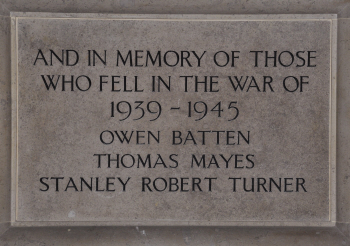 AND IN MEMORY OF THOSE
WHO FELL IN THE WAR OF
1939 - 1945
OWEN BATTEN
THOMAS MAYES
STANLEY ROBERT TURNER